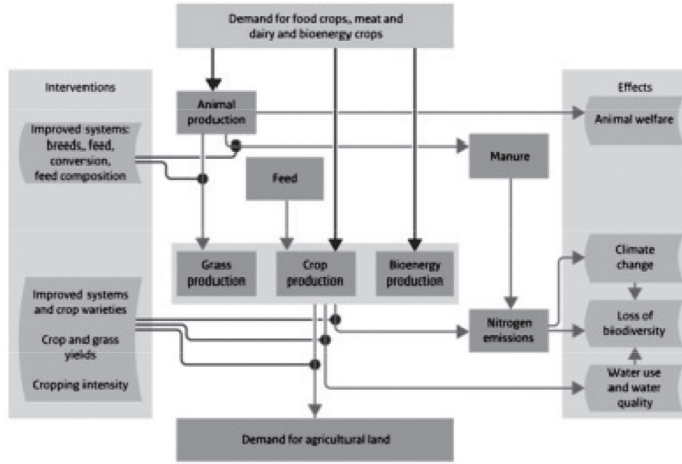 Demand for food crops, meat and
dairy and bioenergy crops
Interventions
Effects
Animal
production
Animal welfare
Improved systems:
breeds, feed,
conversion,
feed composition
Manure
Feed
Climate
change
Grass
production
Crop
production
Bioenergy
production
Improved systems
and crop varieties
Nitrogen
emissions
Loss of
biodiversity
Crop and grass
yields
Cropping intensity
Water use
and water
quality
Demand for agricultural land